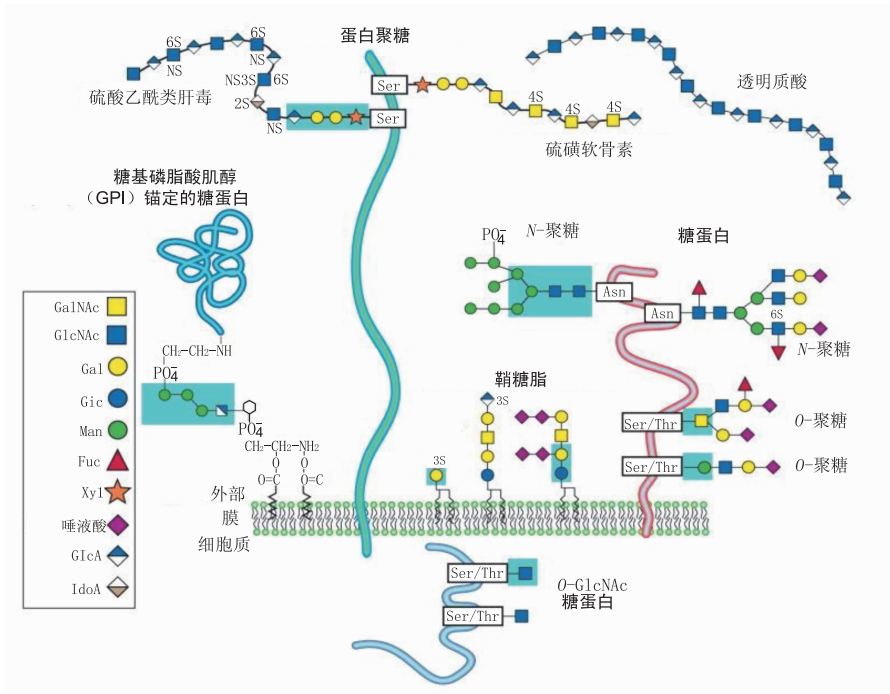 蛋白聚糖
6S
6S
NS
NS
NS3S
6S
2S
NS
硫酸乙酰类肝毒
Ser
Ser
4S
4S
4S
硫磺软骨素
透明质酸
糖基磷脂酸肌醇
（GPI）锚定的糖蛋白
CH₂—CH₂—NH
PO₄⁻
PO₄⁻
CH₂—CH₂—NH₂
O
O
O=C
O=C
外部
膜
细胞质
GalNAc
GlcNAc
Gal
Gic
Man
Fuc
Xyl
唾液酸
GlcA
IdoA
PO₄⁻
N-聚糖
糖蛋白
Asn
Asn
6S
N-聚糖
鞘糖脂
3S
3S
Ser/Thr
O-聚糖
Ser/Thr
O-聚糖
Ser/Thr
O-GlcNAc
糖蛋白
Ser/Thr